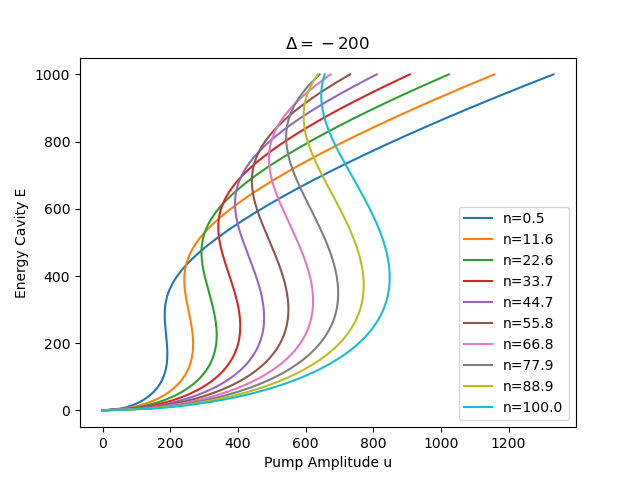 Δ = −200
Energy Cavity E
1000
800
600
400
200
0
n=0.5
n=11.6
n=22.6
n=33.7
n=44.7
n=55.8
n=66.8
n=77.9
n=88.9
n=100.0
0 200 400 600 800 1000 1200
Pump Amplitude u